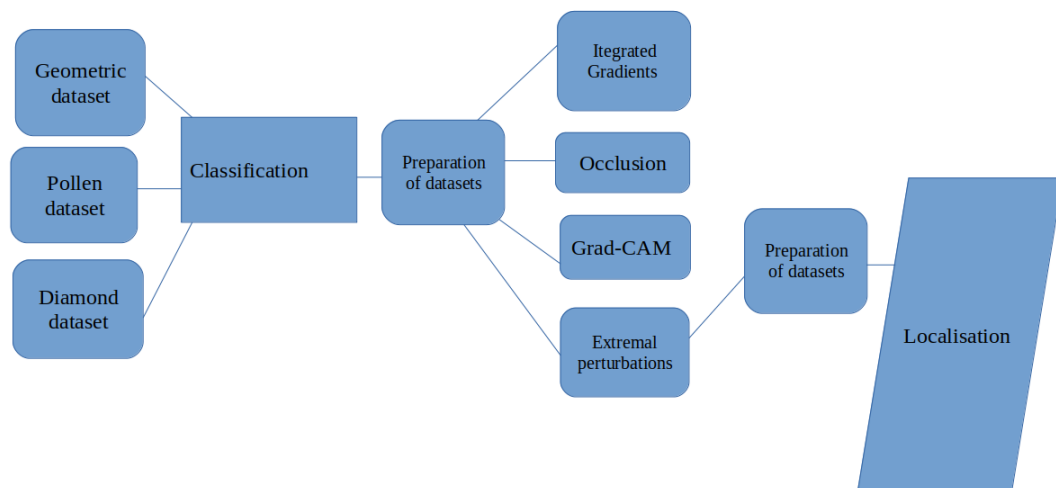 Geometric
dataset
Pollen
dataset
Diamond
dataset
Classification
Preparation
of datasets
Itegrated
Gradients
Occlusion
Grad-CAM
Extremal
perturbations
Preparation
of datasets
Localisation